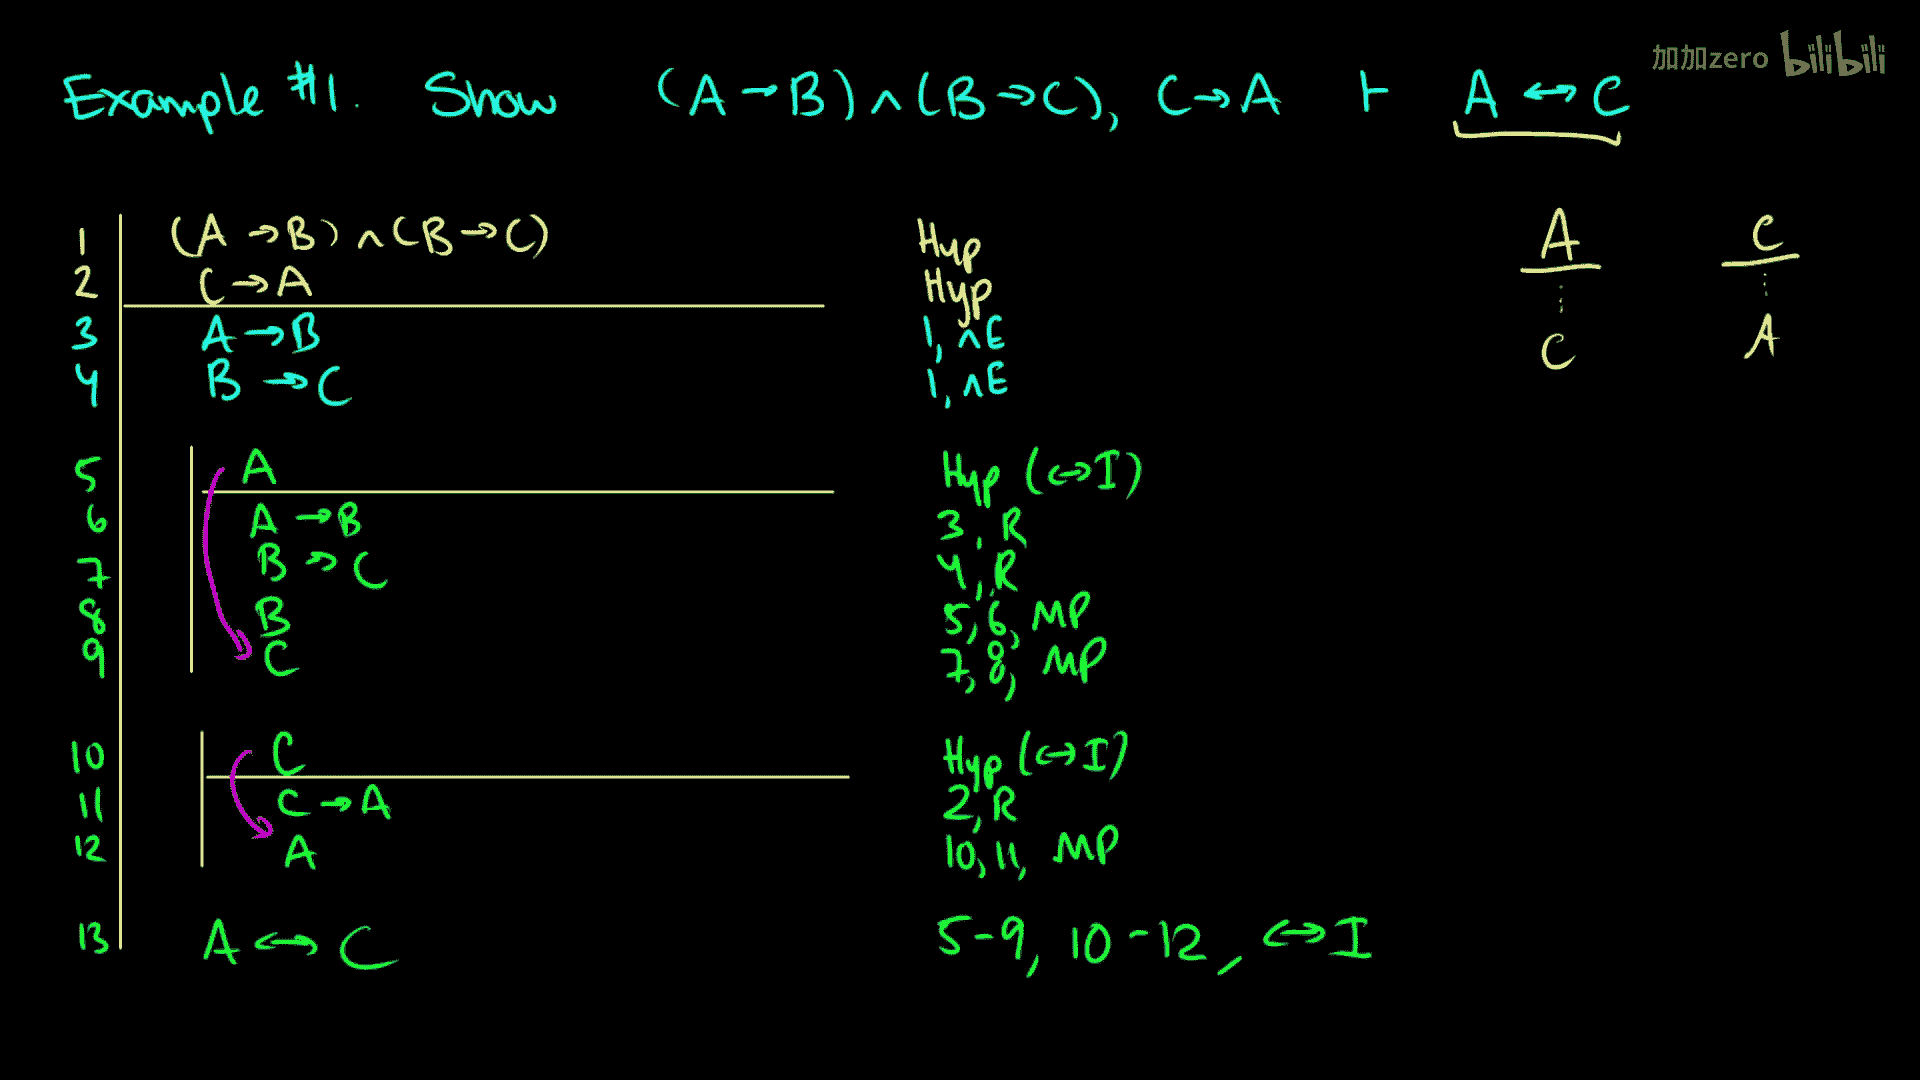 加加zero bilibili
Example #1. Show (A → B) ∧ (B → C), C → A ⊢ A ↔ C
1 (A → B) ∧ (B → C) Hyp
2 C → A Hyp
3 A → B 1, ∧E
4 B → C 1, ∧E
5 A Hyp (↔I)
6 A → B 3, R
7 B → C 4, R
8 B 5, 6, MP
9 C 7, 8, MP
10 C Hyp (↔I)
11 C → A 2, R
12 A 10, 11, MP
13 A ↔ C 5-9, 10-12, ↔I
A
⋮
C
C
⋮
A